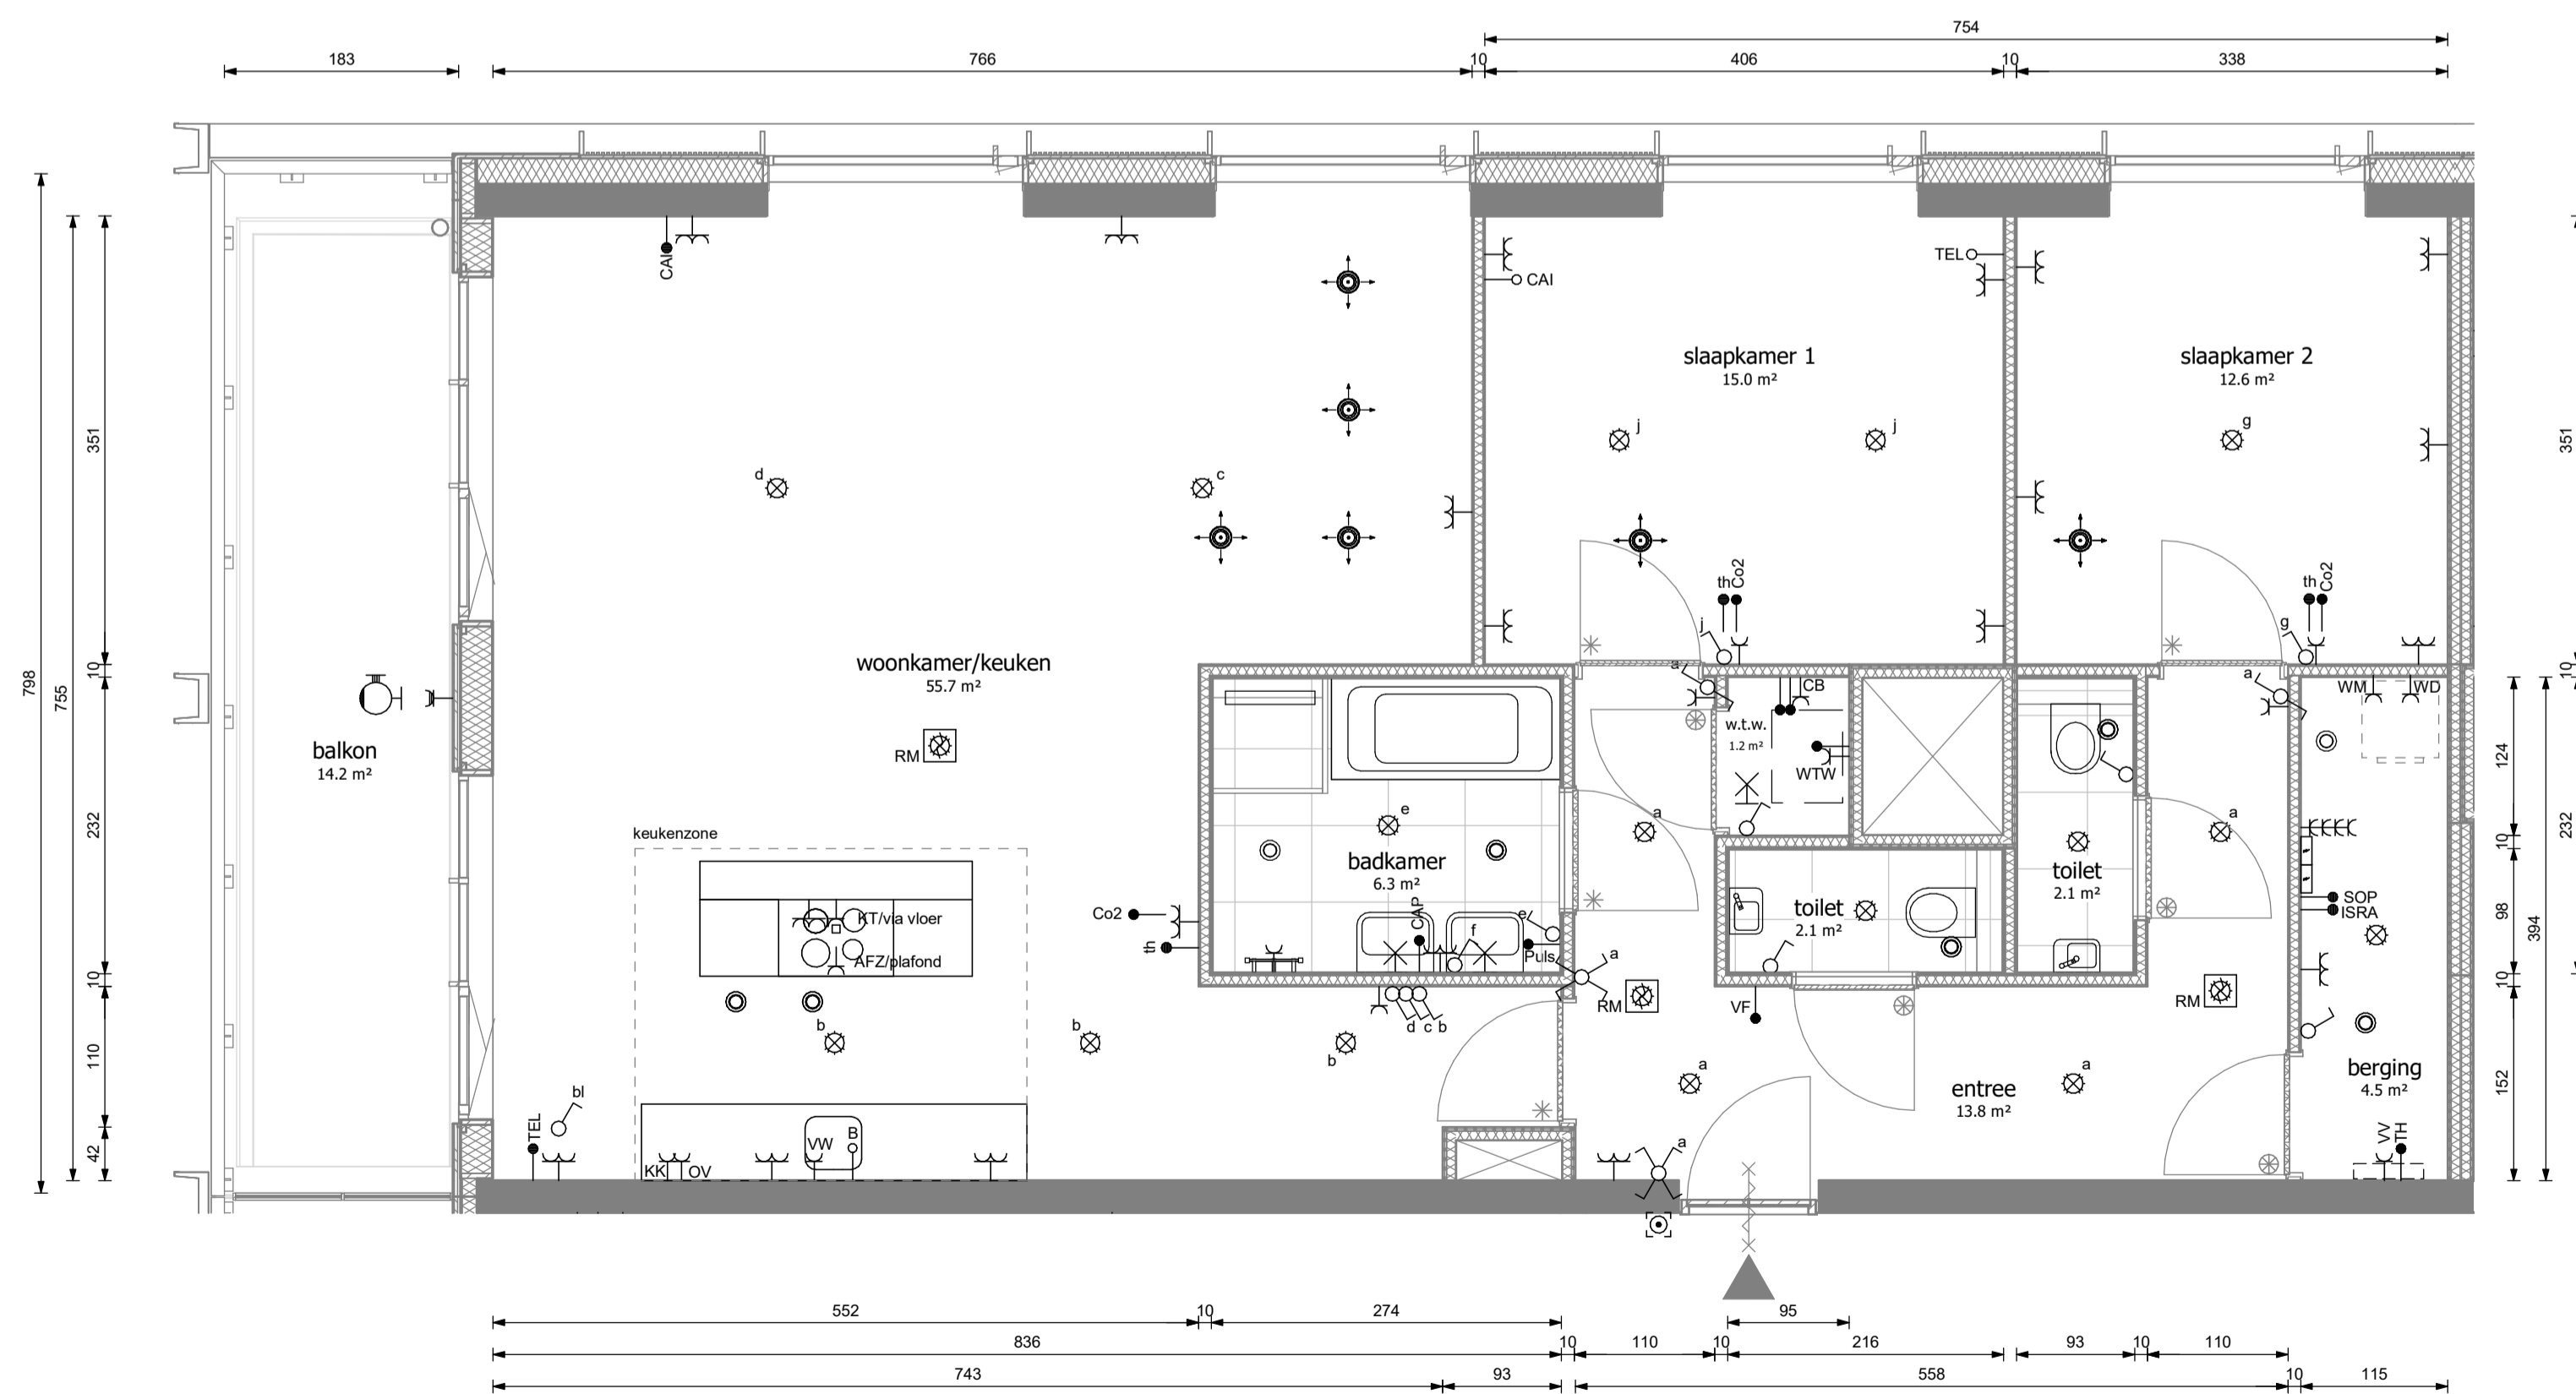 754
183
766
10
406
10
338
CAI
TEL
CAI
slaapkamer 1
15.0 m²
slaapkamer 2
12.6 m²
351
351
j
j
g
d
c
th
Co2
th
Co2
j
g
woonkamer/keuken
55.7 m²
10
10
798
755
a
a
CB
WM
WD
w.t.w.
1.2 m²
WTW
balkon
14.2 m²
RM
124
232
232
keukenzone
e
a
a
badkamer
6.3 m²
10
toilet
2.1 m²
toilet
2.1 m²
SOP
ISRA
98
394
Co2
th
KT/via vloer
AFZ/plafond
CAP
f
e
Puls
a
10
10
RM
VF
RM
d
c
b
b
b
b
110
a
a
entree
13.8 m²
berging
4.5 m²
152
bl
TEL
KK
OV
VW
B
a
VV
TH
42
552
10
274
95
836
10
110
10
216
93
10
110
743
93
558
10
115